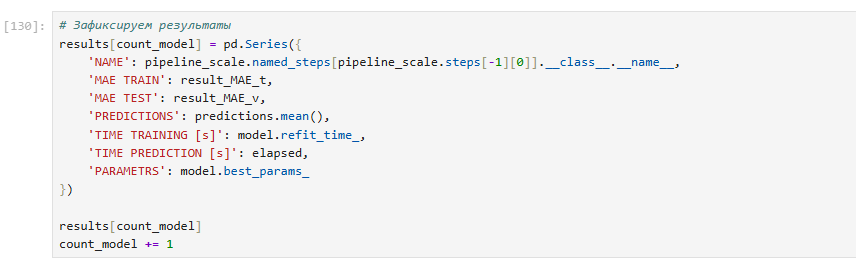 [130]:
# Зафиксируем результаты
results[count_model] = pd.Series({
    'NAME': pipeline_scale.named_steps[pipeline_scale.steps[-1][0]].__class__.__name__,
    'MAE TRAIN': result_MAE_t,
    'MAE TEST': result_MAE_v,
    'PREDICTIONS': predictions.mean(),
    'TIME TRAINING [s]': model.refit_time_,
    'TIME PREDICTION [s]': elapsed,
    'PARAMETRS': model.best_params_
})

results[count_model]
count_model += 1